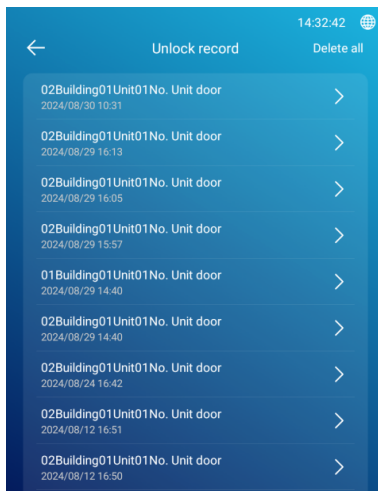 14:32:42
Unlock record
Delete all
02Building01Unit01No. Unit door
2024/08/30 10:31
02Building01Unit01No. Unit door
2024/08/29 16:13
02Building01Unit01No. Unit door
2024/08/29 16:05
02Building01Unit01No. Unit door
2024/08/29 15:57
01Building01Unit01No. Unit door
2024/08/29 14:40
02Building01Unit01No. Unit door
2024/08/29 14:40
02Building01Unit01No. Unit door
2024/08/24 16:42
02Building01Unit01No. Unit door
2024/08/12 16:51
02Building01Unit01No. Unit door
2024/08/12 16:50